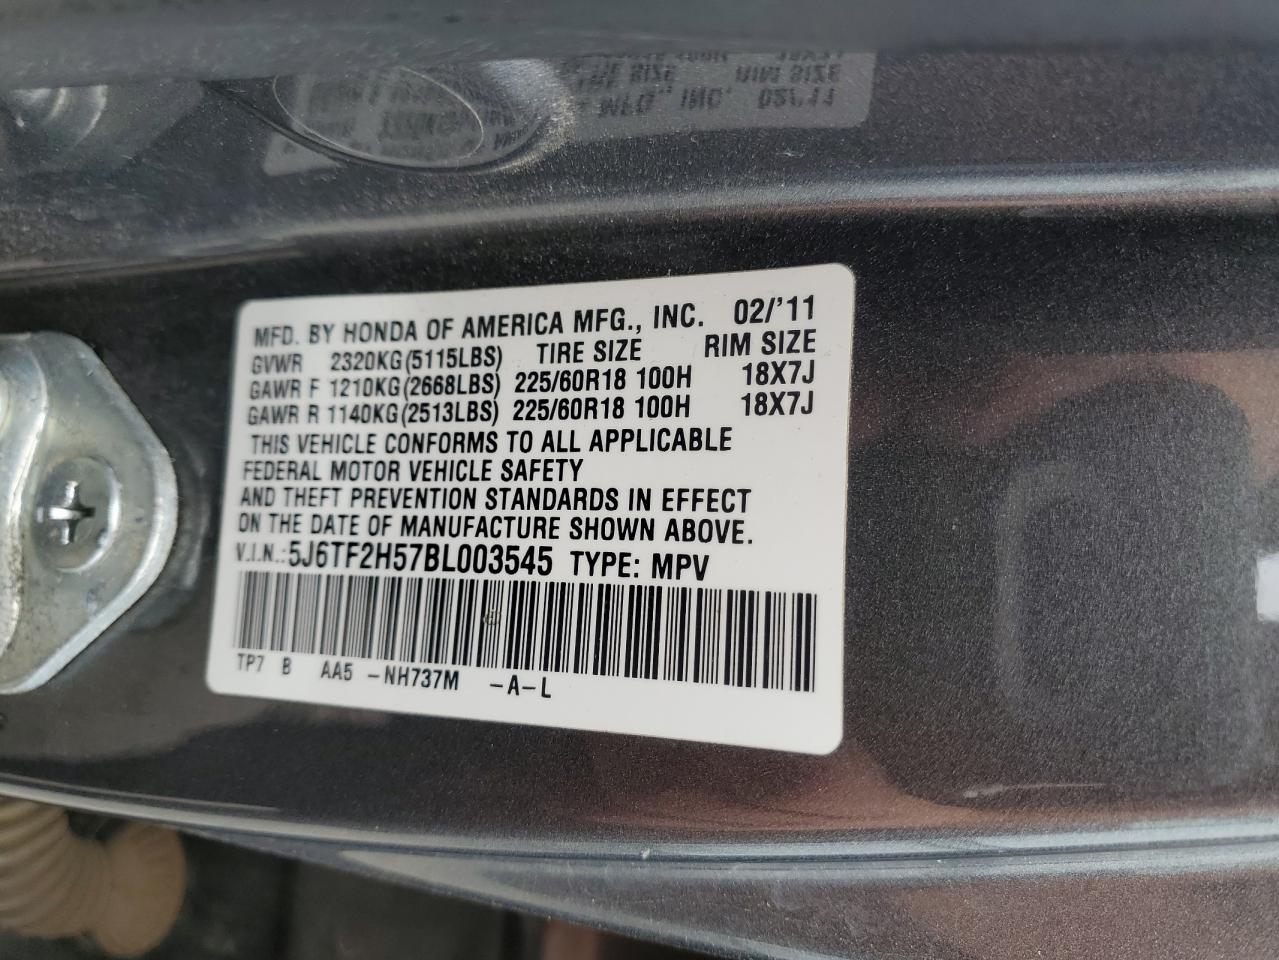 MFD. BY HONDA OF AMERICA MFG., INC. 02/'11
GVWR 2320KG(5115LBS) TIRE SIZE RIM SIZE
GAWR F 1210KG(2668LBS) 225/60R18 100H 18X7J
GAWR R 1140KG(2513LBS) 225/60R18 100H 18X7J
THIS VEHICLE CONFORMS TO ALL APPLICABLE
FEDERAL MOTOR VEHICLE SAFETY
AND THEFT PREVENTION STANDARDS IN EFFECT
ON THE DATE OF MANUFACTURE SHOWN ABOVE.
V.I.N.: 5J6TF2H57BL003545 TYPE: MPV
TP7 B AA5 -NH737M -A-L